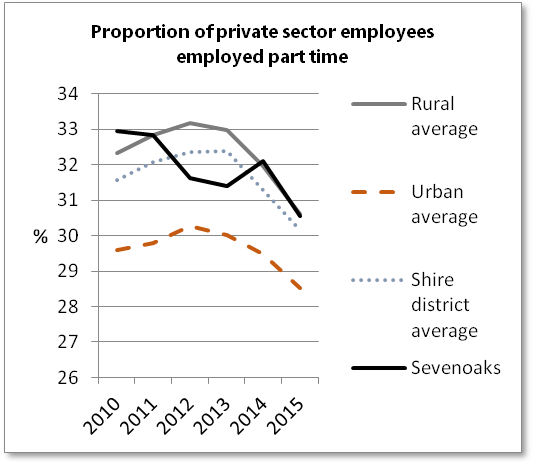 Proportion of private sector employees
employed part time
34
33
32
31
30
29
28
27
26
%
2010
2011
2012
2013
2014
2015
Rural
average
Urban
average
Shire
district
average
Sevenoaks